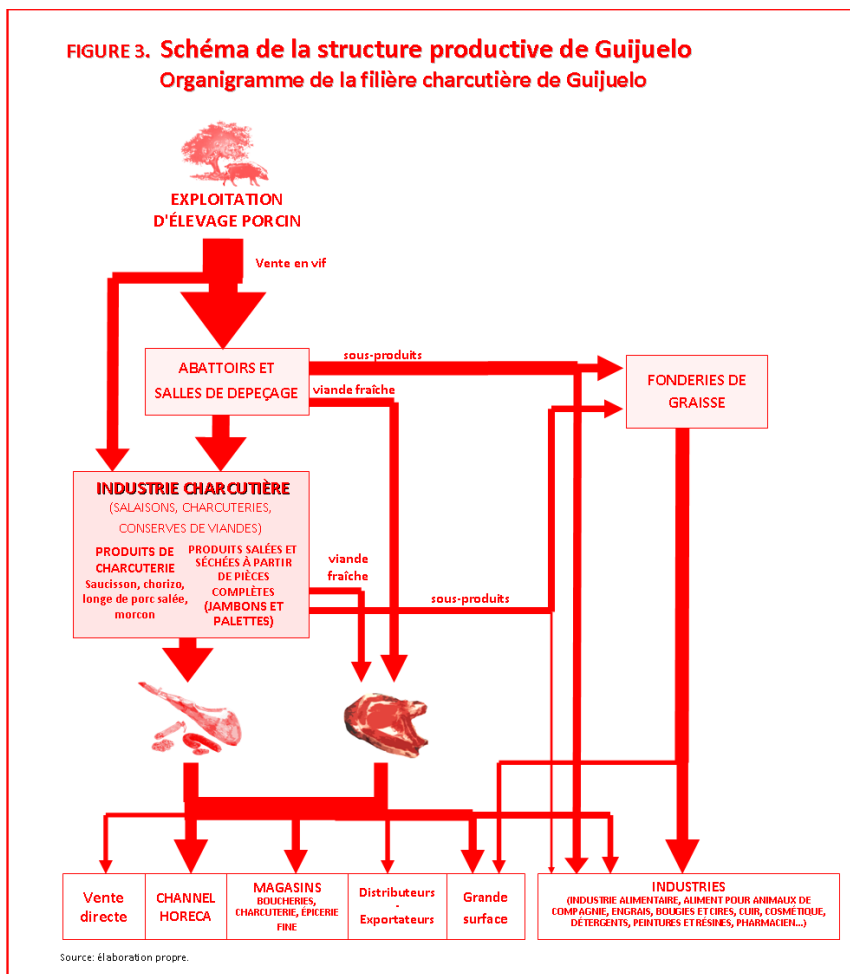 FIGURE 3. Schéma de la structure productive de Guijuelo
Organigramme de la filière charcutière de Guijuelo
EXPLOITATION
D'ÉLEVAGE PORCIN
Vente en vif
ABATTOIRS ET
SALLES DE DEPEÇAGE
sous-produits
viande fraîche
FONDERIES DE
GRAISSE
INDUSTRIE CHARCUTIÈRE
(SALAISONS, CHARCUTERIES,
CONSERVES DE VIANDES)
PRODUITS DE
CHARCUTERIE
Saucisson, chorizo,
longe de porc salée,
morcon
PRODUITS SALÉES ET
SÉCHÉES À PARTIR
DE PIÈCES
COMPLÈTES
(JAMBONS ET
PALETTES)
viande
fraîche
sous-produits
Vente
directe
CHANNEL
HORECA
MAGASINS
BOUCHERIES,
CHARCUTERIE, ÉPICERIE
FINE
Distributeurs
-
Exportateurs
Grande
surface
INDUSTRIES
(INDUSTRIE ALIMENTAIRE, ALIMENT POUR ANIMAUX DE
COMPAGNIE, ENGRAIS, BOUGIES ET CIRES, CUIR, COSMÉTIQUE,
DÉTERGENTS, PEINTURES ET RÉSINES, PHARMACIEN...)
Source: élaboration propre.